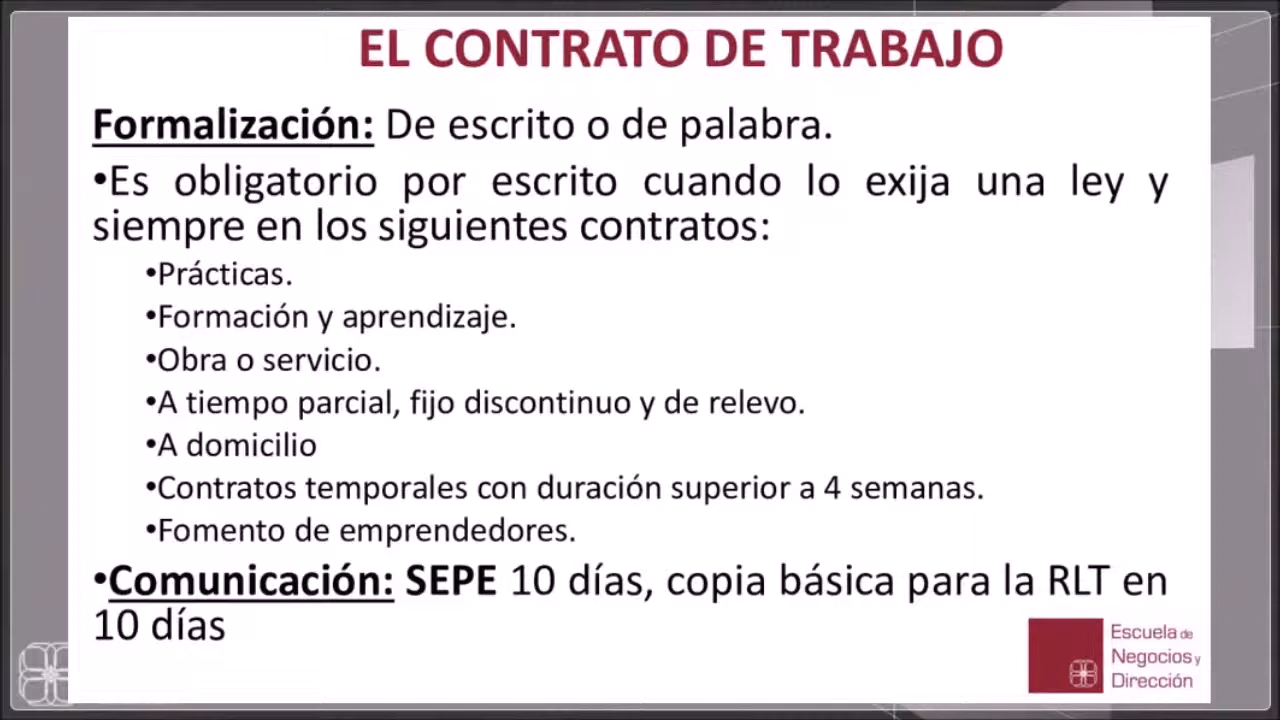 EL CONTRATO DE TRABAJO
Formalización: De escrito o de palabra.
•Es obligatorio por escrito cuando lo exija una ley y
siempre en los siguientes contratos:
•Prácticas.
•Formación y aprendizaje.
•Obra o servicio.
•A tiempo parcial, fijo discontinuo y de relevo.
•A domicilio
•Contratos temporales con duración superior a 4 semanas.
•Fomento de emprendedores.
•Comunicación: SEPE 10 días, copia básica para la RLT en
10 días
Escuela de
Negocios y
Dirección